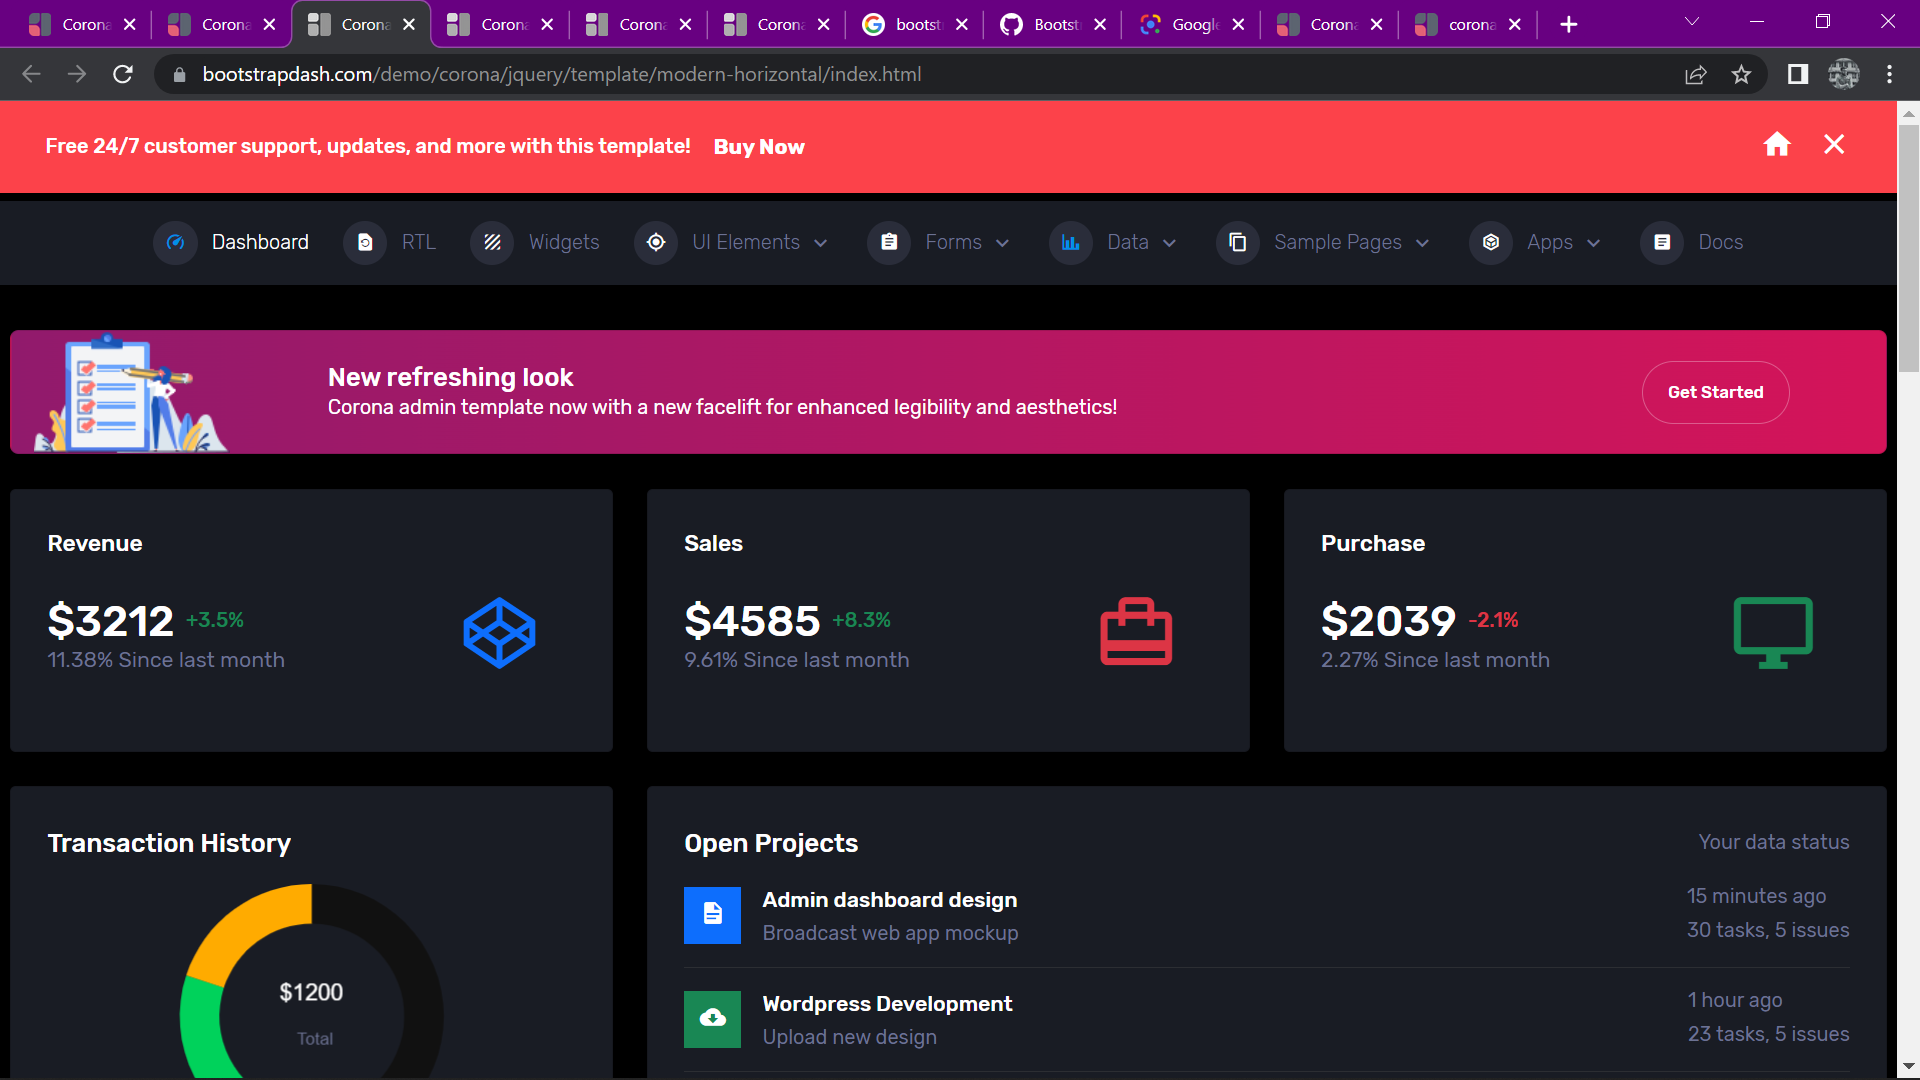 Corona
Corona
Corona
Corona
Corona
Corona
bootst
Bootst
Google
Corona
corona
bootstrapdash.com/demo/corona/jquery/template/modern-horizontal/index.html
Free 24/7 customer support, updates, and more with this template! Buy Now
Dashboard RTL Widgets UI Elements Forms Data Sample Pages Apps Docs
New refreshing look
Corona admin template now with a new facelift for enhanced legibility and aesthetics!
Get Started
Revenue
$3212 +3.5%
11.38% Since last month
Sales
$4585 +8.3%
9.61% Since last month
Purchase
$2039 -2.1%
2.27% Since last month
Transaction History
$1200
Total
Open Projects
Your data status
Admin dashboard design
Broadcast web app mockup
15 minutes ago
30 tasks, 5 issues
Wordpress Development
Upload new design
1 hour ago
23 tasks, 5 issues